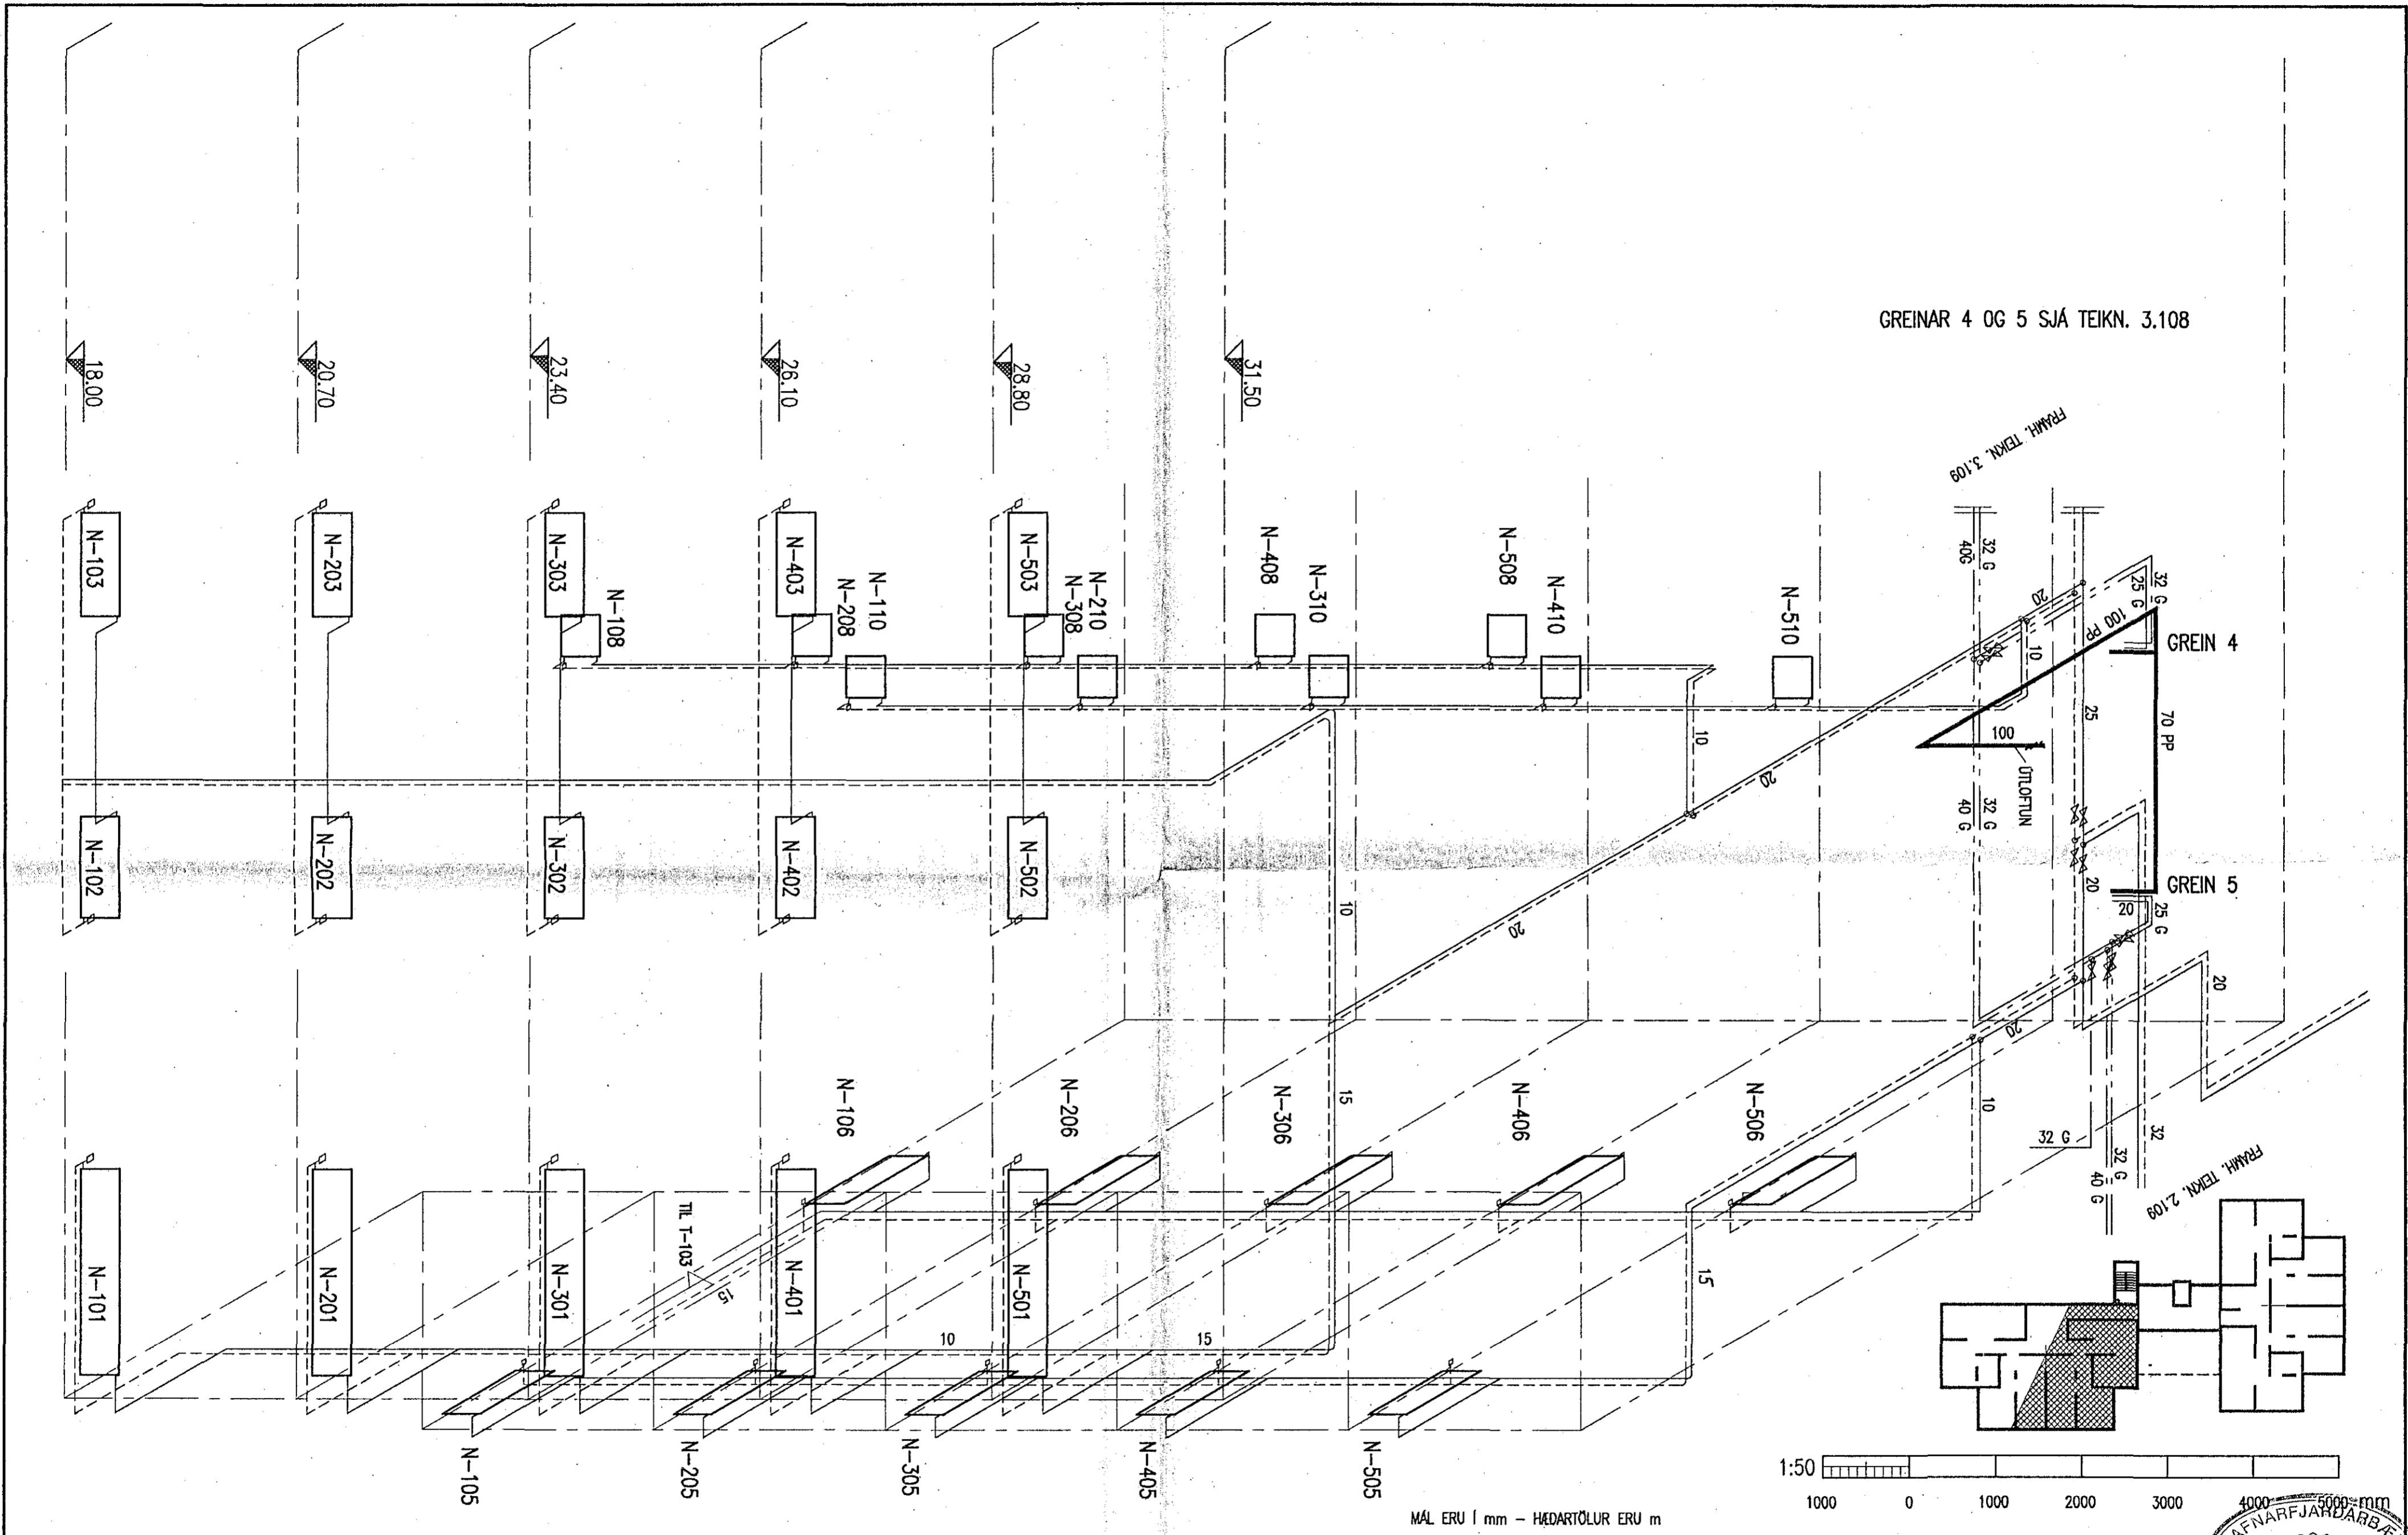 GREINAR 4 OG 5 SJÁ TEIKN. 3.108
18.00
20.70
23.40
26.10
28.80
31.50
FRAMH. TEIKN. 3.109
32 G
40G
20
32 G
25 G
100 PP
GREIN 4
10
25
70 PP
100
ÚTLOFTUN
32 G
40 G
20
GREIN 5
20
25 G
N-103
N-203
N-303
N-108
N-403
N-208
N-110
N-503
N-308
N-210
N-408
N-310
N-508
N-410
N-510
10
20
N-102
N-202
N-302
N-402
N-502
10
20
20
20
10
32 G
32 G
40 G
32
FRAMH. TEIKN. 2.109
N-106
N-206
15
N-306
N-406
N-506
TIL T-103
15
N-101
N-201
N-301
N-401
N-501
10
15
15
N-105
N-205
N-305
N-405
N-505
1:50
1000 0 1000 2000 3000 4000 5000 mm
MÁL ERU Í mm – HÆÐARTÖLUR ERU m